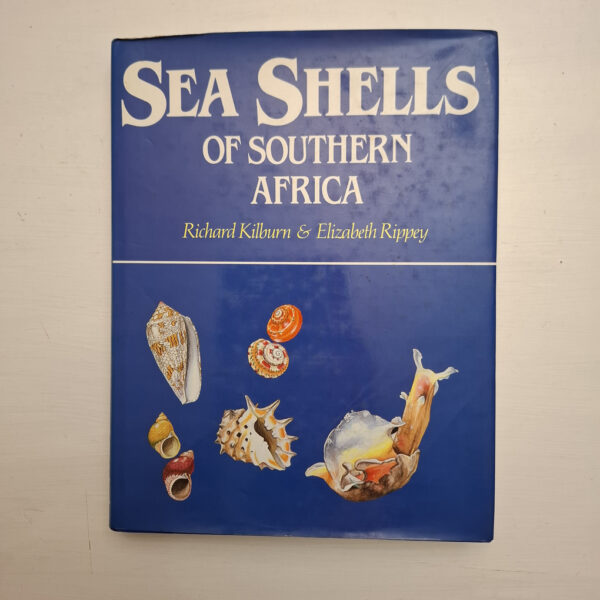 SEA SHELLS
OF SOUTHERN
AFRICA
Richard Kilburn & Elizabeth Rippey